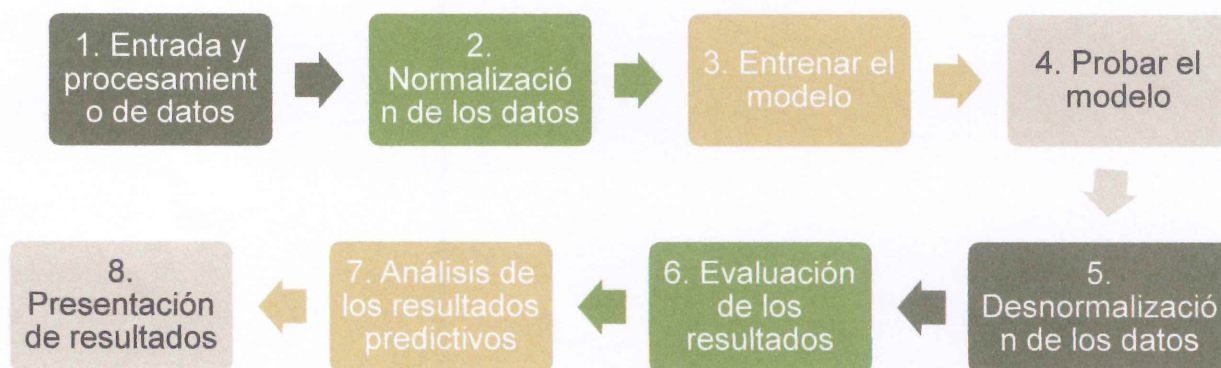 1. Entrada y
procesamient
o de datos
2.
Normalizació
n de los datos
3. Entrenar el
modelo
4. Probar el
modelo
5.
Desnormalizació
n de los datos
6. Evaluación
de los
resultados
7. Análisis de
los resultados
predictivos
8.
Presentación
de resultados